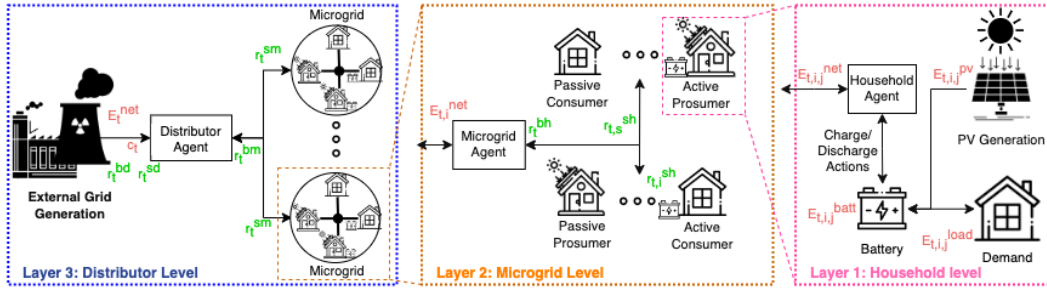 Microgrid
r_t^sm
E_t^net
c_t
r_t^bd r_t^sd
Distributor
Agent
r_t^bm
External Grid
Generation
r_t^sm
Microgrid
Layer 3: Distributor Level
E_t,i^net
Microgrid
Agent
r_t^bh
Passive
Consumer
Active
Prosumer
r_t,s^sh
r_t,i^sh
Passive
Prosumer
Active
Consumer
Layer 2: Microgrid Level
E_t,i,j^net
Household
Agent
E_t,i,j^pv
PV Generation
Charge/
Discharge
Actions
E_t,i,j^batt
Battery
E_t,i,j^load
Demand
Layer 1: Household level